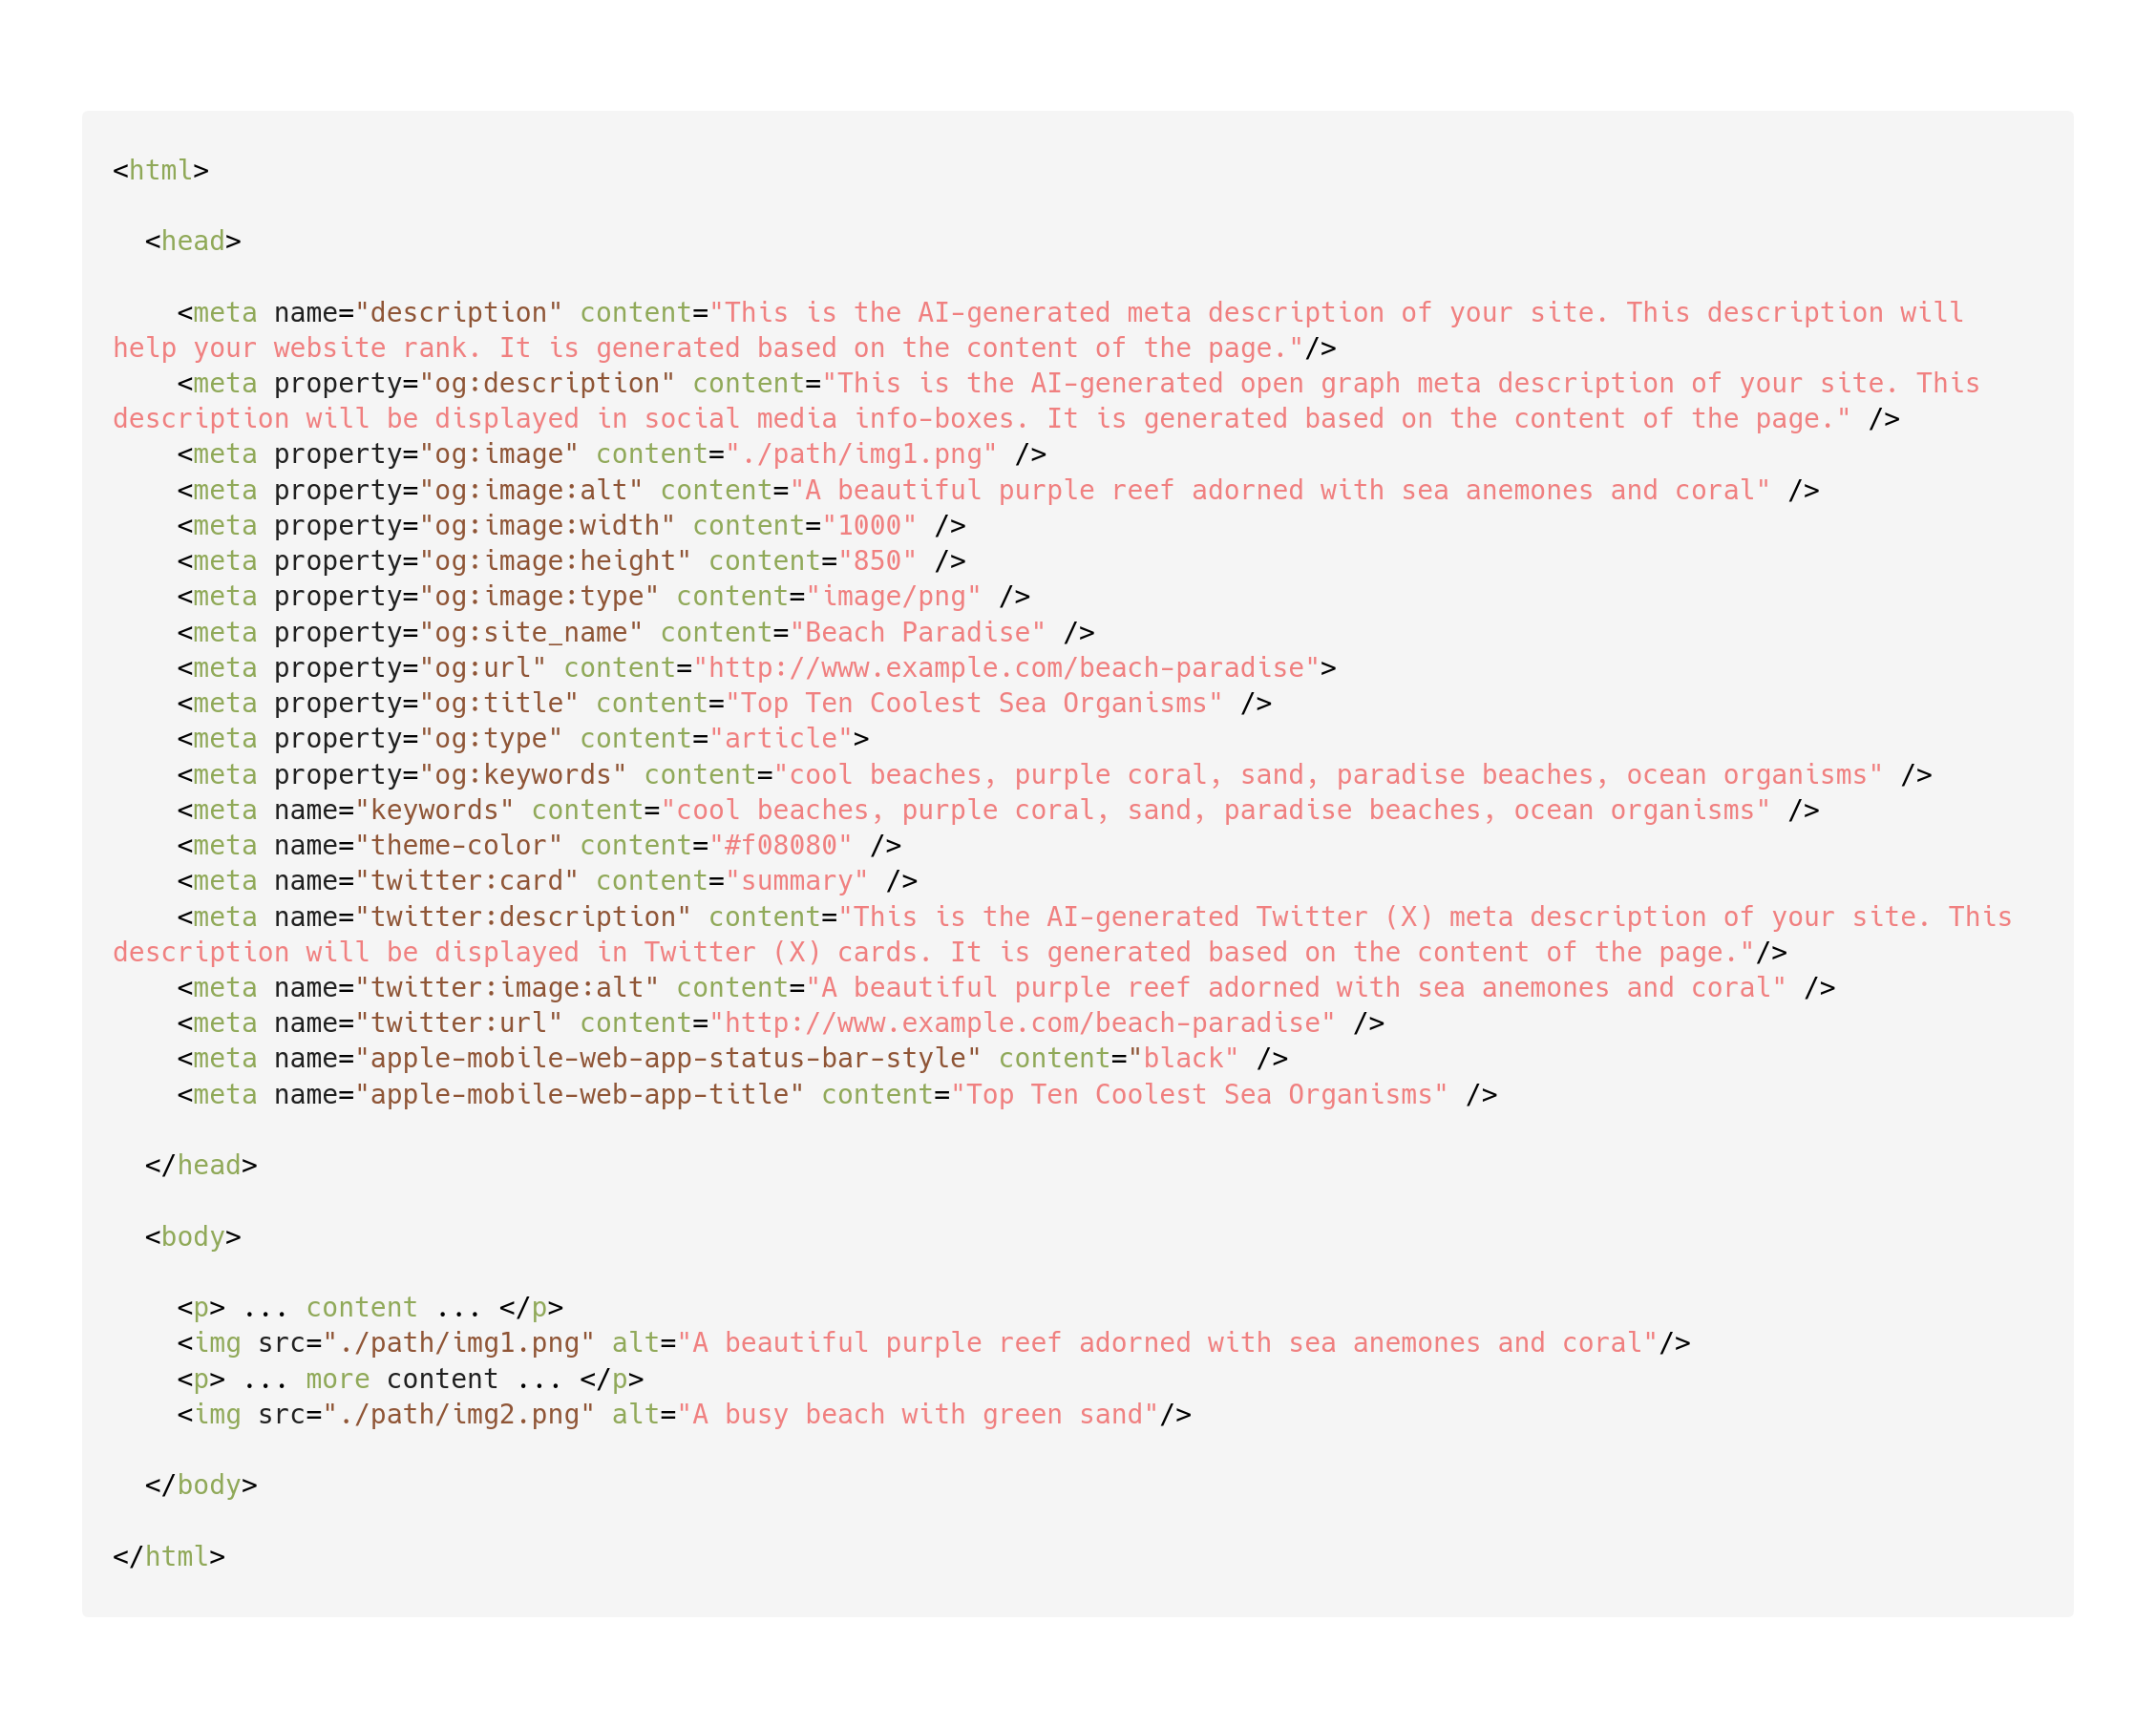 <html>
<head>
<meta name="description" content="This is the AI-generated meta description of your site. This description will
help your website rank. It is generated based on the content of the page."/>
<meta property="og:description" content="This is the AI-generated open graph meta description of your site. This
description will be displayed in social media info-boxes. It is generated based on the content of the page." />
<meta property="og:image" content="./path/img1.png" />
<meta property="og:image:alt" content="A beautiful purple reef adorned with sea anemones and coral" />
<meta property="og:image:width" content="1000" />
<meta property="og:image:height" content="850" />
<meta property="og:image:type" content="image/png" />
<meta property="og:site_name" content="Beach Paradise" />
<meta property="og:url" content="http://www.example.com/beach-paradise">
<meta property="og:title" content="Top Ten Coolest Sea Organisms" />
<meta property="og:type" content="article">
<meta property="og:keywords" content="cool beaches, purple coral, sand, paradise beaches, ocean organisms" />
<meta name="keywords" content="cool beaches, purple coral, sand, paradise beaches, ocean organisms" />
<meta name="theme-color" content="#f08080" />
<meta name="twitter:card" content="summary" />
<meta name="twitter:description" content="This is the AI-generated Twitter (X) meta description of your site. This
description will be displayed in Twitter (X) cards. It is generated based on the content of the page."/>
<meta name="twitter:image:alt" content="A beautiful purple reef adorned with sea anemones and coral" />
<meta name="twitter:url" content="http://www.example.com/beach-paradise" />
<meta name="apple-mobile-web-app-status-bar-style" content="black" />
<meta name="apple-mobile-web-app-title" content="Top Ten Coolest Sea Organisms" />
</head>
<body>
<p> ... content ... </p>
<img src="./path/img1.png" alt="A beautiful purple reef adorned with sea anemones and coral"/>
<p> ... more content ... </p>
<img src="./path/img2.png" alt="A busy beach with green sand"/>
</body>
</html>